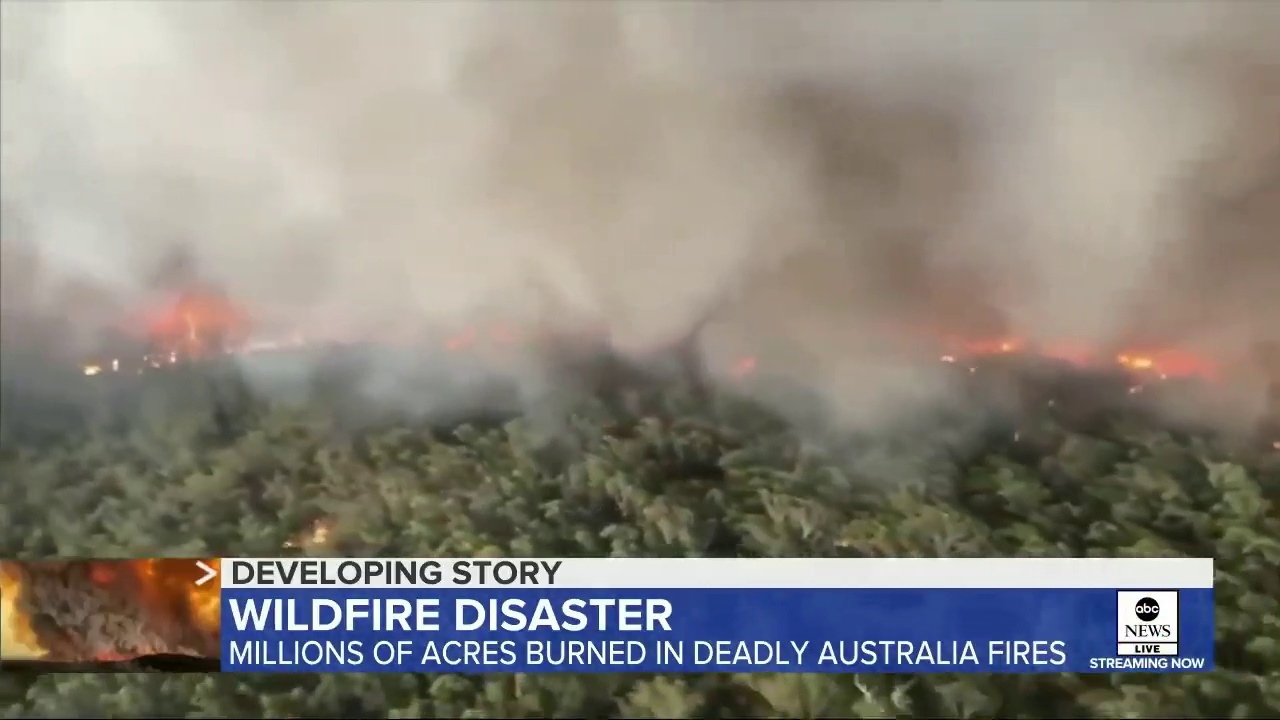 DEVELOPING STORY
WILDFIRE DISASTER
MILLIONS OF ACRES BURNED IN DEADLY AUSTRALIA FIRES
abc
NEWS
LIVE
STREAMING NOW